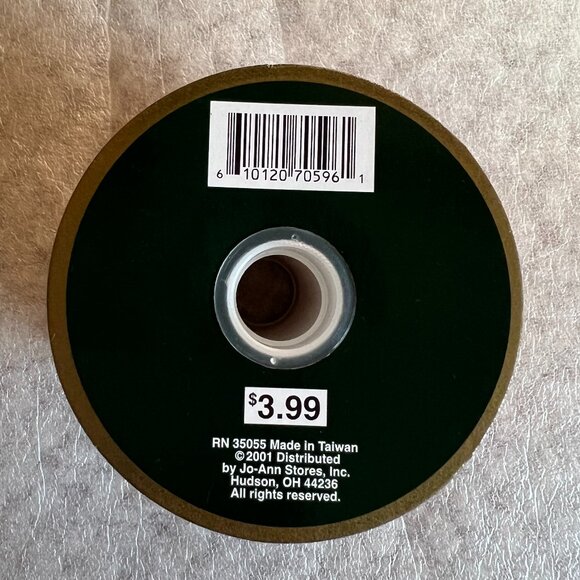 6 10120 70596 1
$3.99
RN 35055 Made in Taiwan
©2001 Distributed
by Jo-Ann Stores, Inc.
Hudson, OH 44236
All rights reserved.